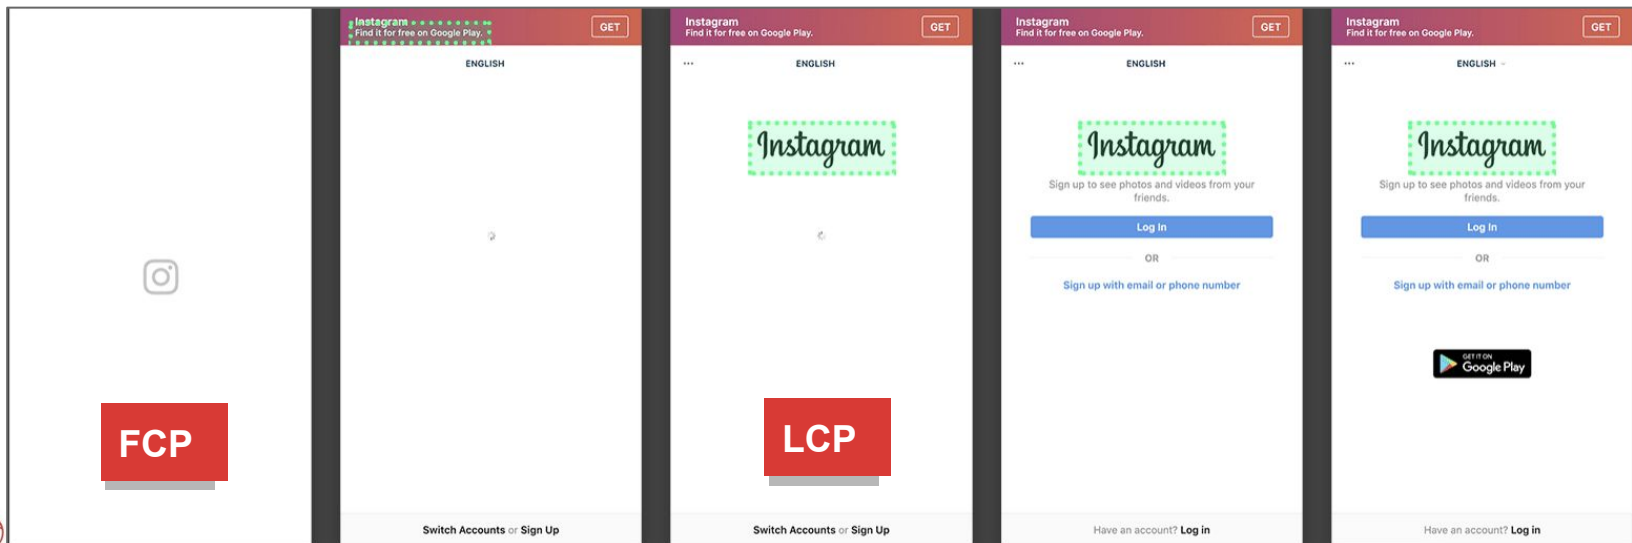 FCP
Instagram
Find it for free on Google Play.
GET
ENGLISH
Switch Accounts or Sign Up
Instagram
Find it for free on Google Play.
GET
...
ENGLISH
Instagram
LCP
Switch Accounts or Sign Up
Instagram
Find it for free on Google Play.
GET
...
ENGLISH
Instagram
Sign up to see photos and videos from your
friends.
Log In
OR
Sign up with email or phone number
Have an account? Log in
Instagram
Find it for free on Google Play.
GET
...
ENGLISH
Instagram
Sign up to see photos and videos from your
friends.
Log In
OR
Sign up with email or phone number
GET IT ON
Google Play
Have an account? Log in